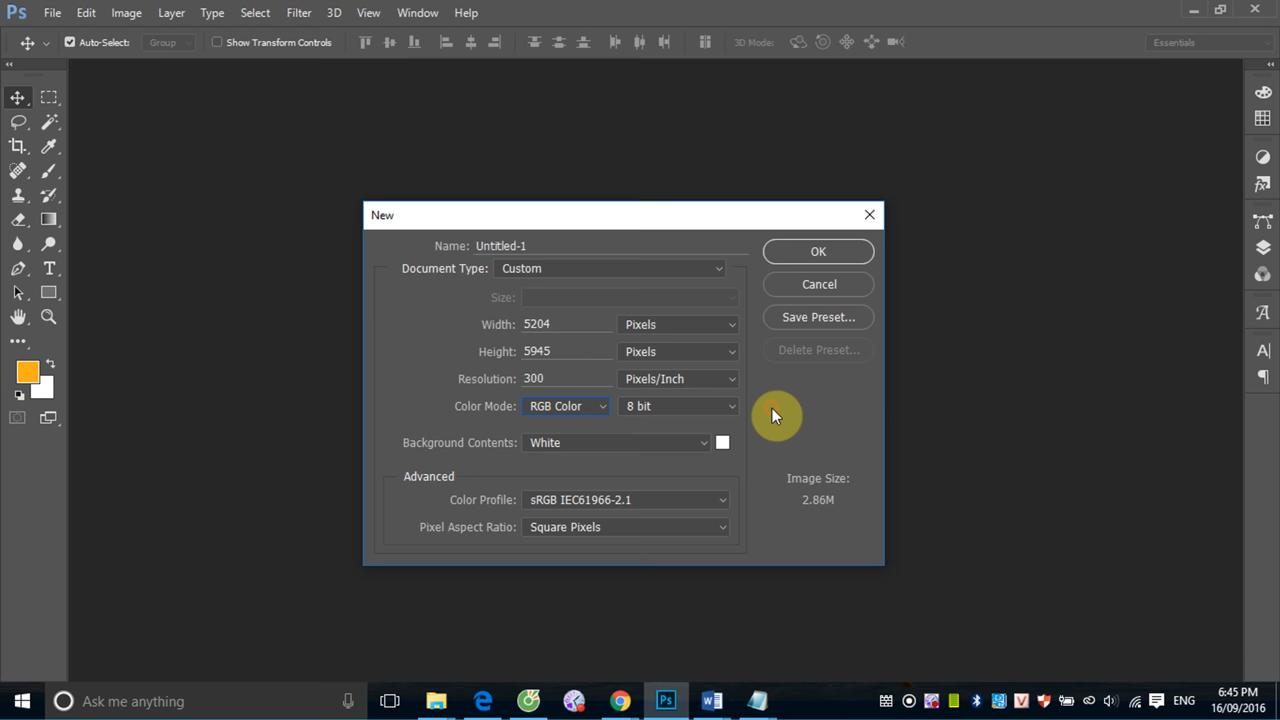 Ps File Edit Image Layer Type Select Filter 3D View Window Help
Auto-Select: Group Show Transform Controls 3D Mode: Essentials
New
Name: Untitled-1
OK
Document Type: Custom
Cancel
Size:
Width: 5204 Pixels
Save Preset...
Height: 5945 Pixels
Delete Preset...
Resolution: 300 Pixels/Inch
Color Mode: RGB Color 8 bit
Background Contents: White
Advanced
Image Size:
Color Profile: sRGB IEC61966-2.1
2.86M
Pixel Aspect Ratio: Square Pixels
Ask me anything
Ps
ENG
6:45 PM
16/09/2016